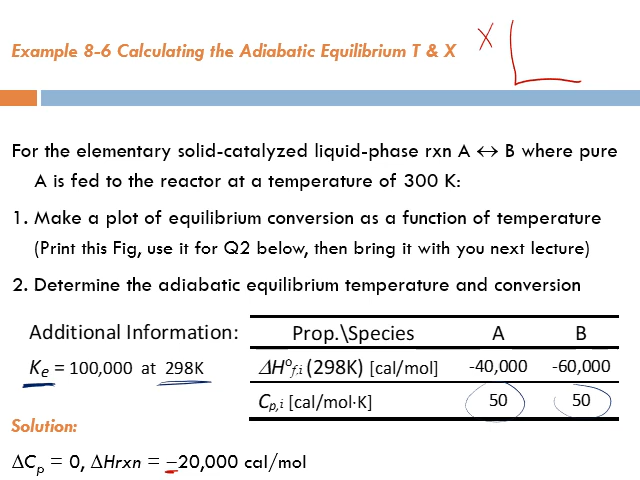 Example 8-6 Calculating the Adiabatic Equilibrium T & X
X
For the elementary solid-catalyzed liquid-phase rxn A ↔ B where pure
A is fed to the reactor at a temperature of 300 K:
1. Make a plot of equilibrium conversion as a function of temperature
(Print this Fig, use it for Q2 below, then bring it with you next lecture)
2. Determine the adiabatic equilibrium temperature and conversion
Additional Information:
Ke = 100,000 at 298K
Prop.\Species A B
ΔH°f,i (298K) [cal/mol] -40,000 -60,000
Cp,i [cal/mol·K] 50 50
Solution:
ΔCp = 0, ΔHrxn = −20,000 cal/mol